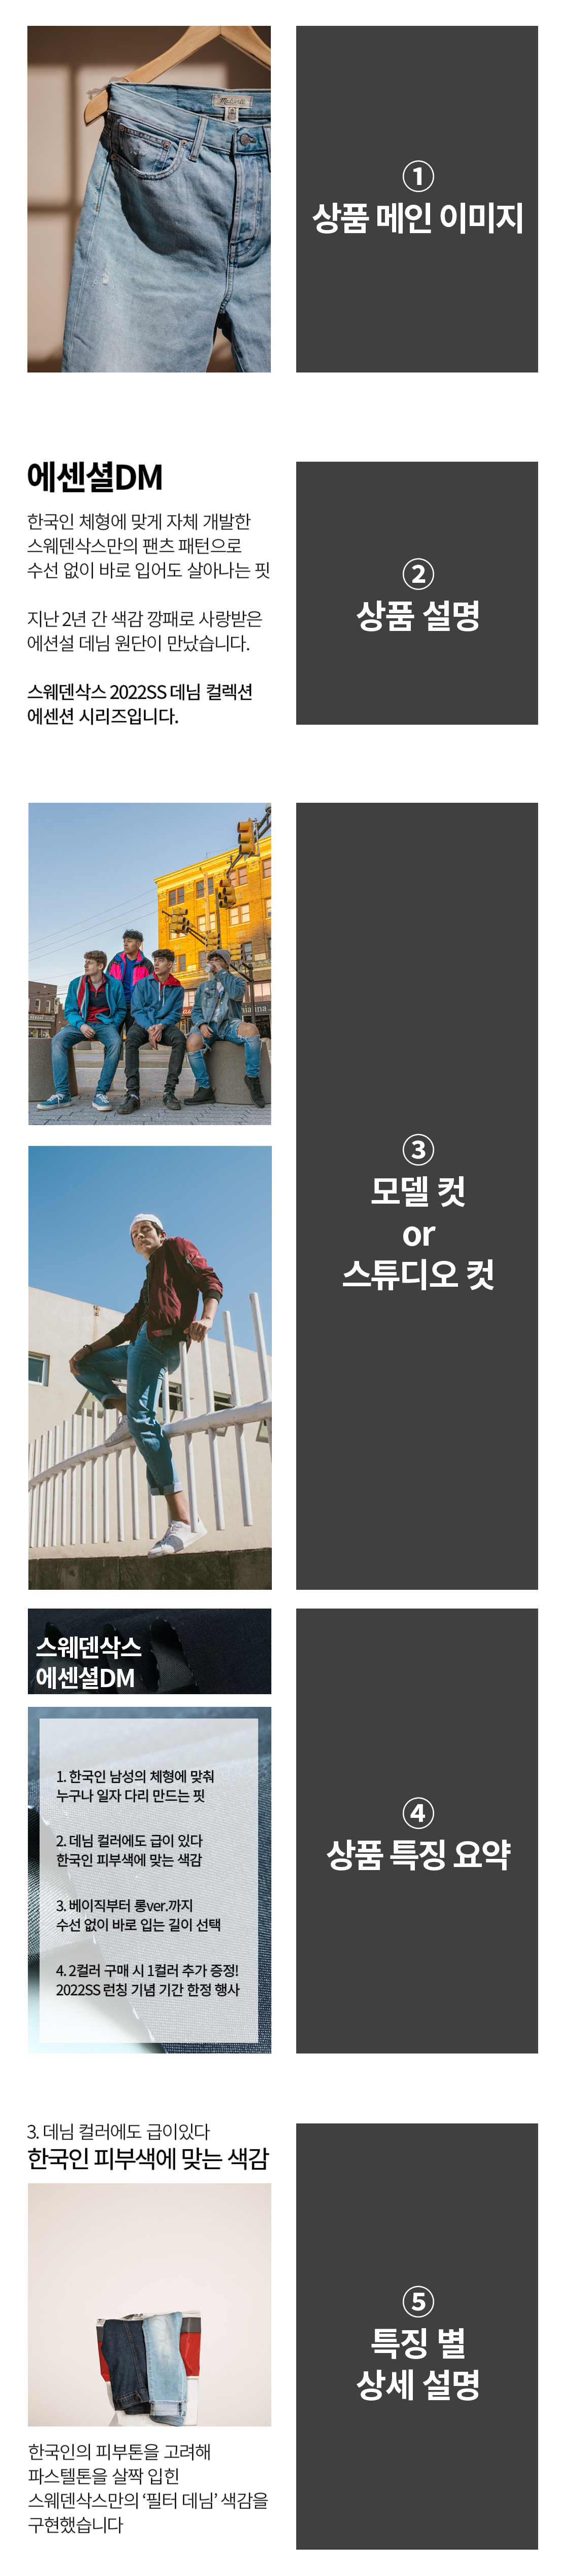 ①
상품 메인 이미지
에센셜DM
한국인 체형에 맞게 자체 개발한
스웨덴삭스만의 팬츠 패턴으로
수선 없이 바로 입어도 살아나는 핏
지난 2년 간 색감 깡패로 사랑받은
에션설 데님 원단이 만났습니다.
스웨덴삭스 2022SS 데님 컬렉션
에센션 시리즈입니다.
②
상품 설명
③
모델 컷
or
스튜디오 컷
스웨덴삭스
에센셜DM
1. 한국인 남성의 체형에 맞춰
누구나 일자 다리 만드는 핏
2. 데님 컬러에도 급이 있다
한국인 피부색에 맞는 색감
3. 베이직부터 롱ver.까지
수선 없이 바로 입는 길이 선택
4. 2컬러 구매 시 1컬러 추가 증정!
2022SS 런칭 기념 기간 한정 행사
④
상품 특징 요약
3. 데님 컬러에도 급이있다
한국인 피부색에 맞는 색감
한국인의 피부톤을 고려해
파스텔톤을 살짝 입힌
스웨덴삭스만의 ‘필터 데님’ 색감을
구현했습니다
⑤
특징 별
상세 설명